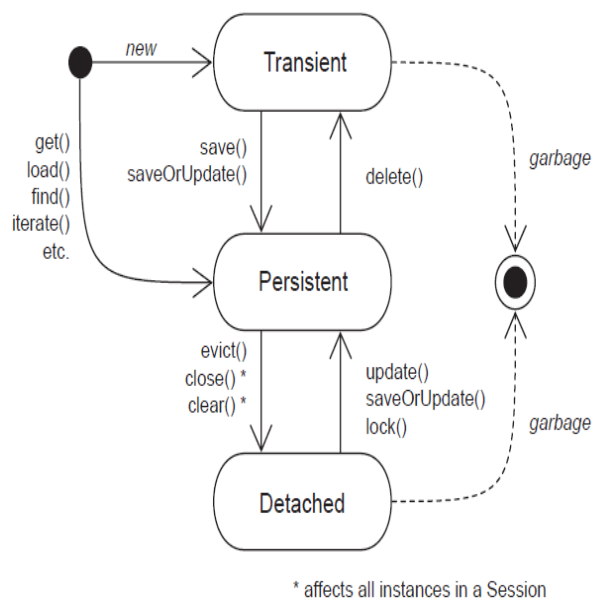 new
Transient
get()
load()
find()
iterate()
etc.
save()
saveOrUpdate()
delete()
garbage
Persistent
evict()
close() *
clear() *
update()
saveOrUpdate()
lock()
garbage
Detached
* affects all instances in a Session